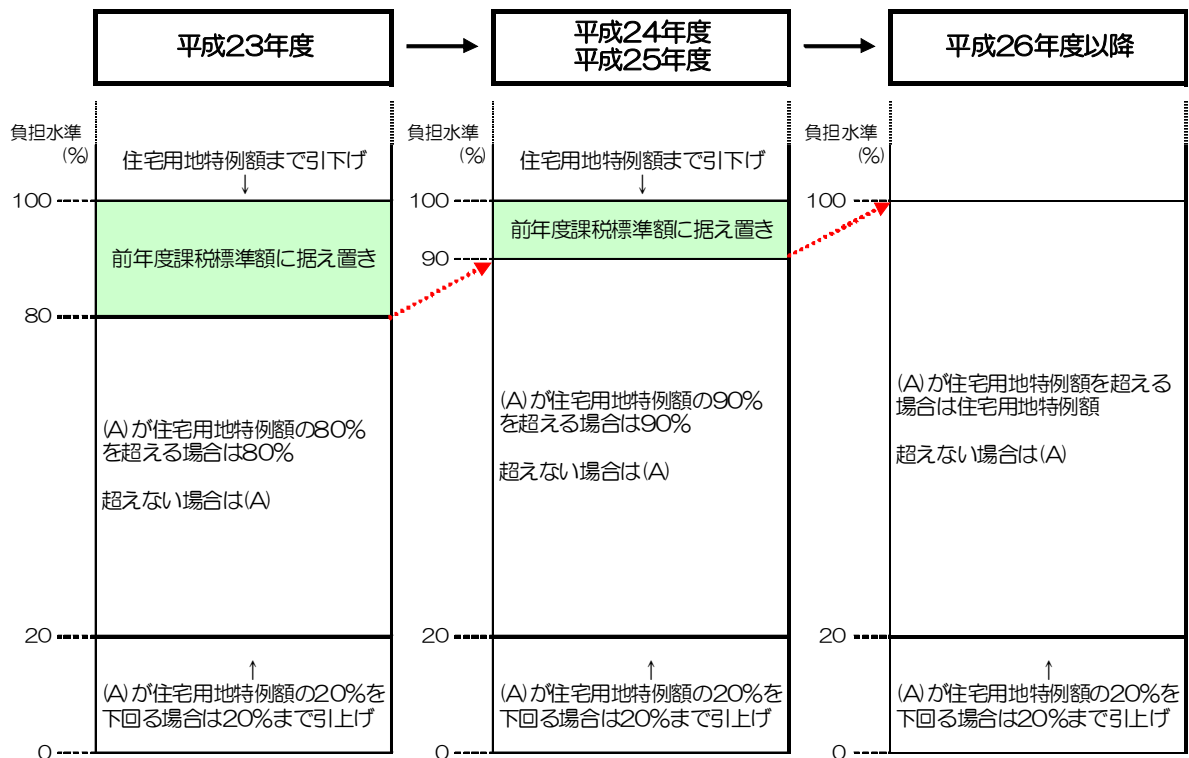 平成23年度
平成24年度
平成25年度
平成26年度以降
負担水準
(%)
住宅用地特例額まで引下げ
↓
100
前年度課税標準額に据え置き
80
(A)が住宅用地特例額の80%
を超える場合は80%
超えない場合は(A)
20
↑
(A)が住宅用地特例額の20%を
下回る場合は20%まで引上げ
0
負担水準
(%)
住宅用地特例額まで引下げ
↓
100
前年度課税標準額に据え置き
90
(A)が住宅用地特例額の90%
を超える場合は90%
超えない場合は(A)
20
↑
(A)が住宅用地特例額の20%を
下回る場合は20%まで引上げ
0
負担水準
(%)
100
(A)が住宅用地特例額を超える
場合は住宅用地特例額
超えない場合は(A)
20
↑
(A)が住宅用地特例額の20%を
下回る場合は20%まで引上げ
0